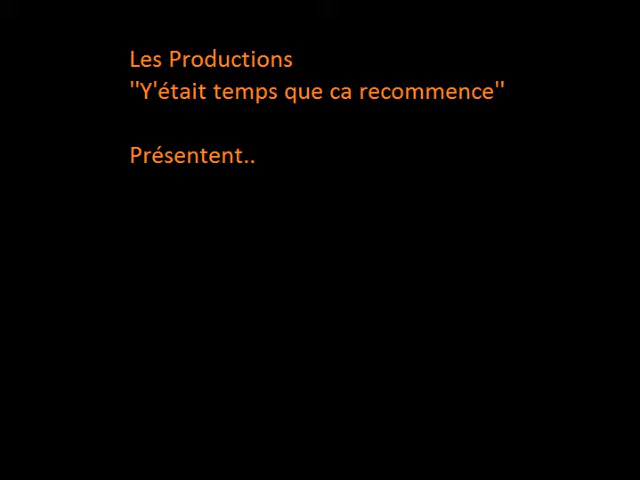 Les Productions
"Y'était temps que ca recommence"
Présentent..